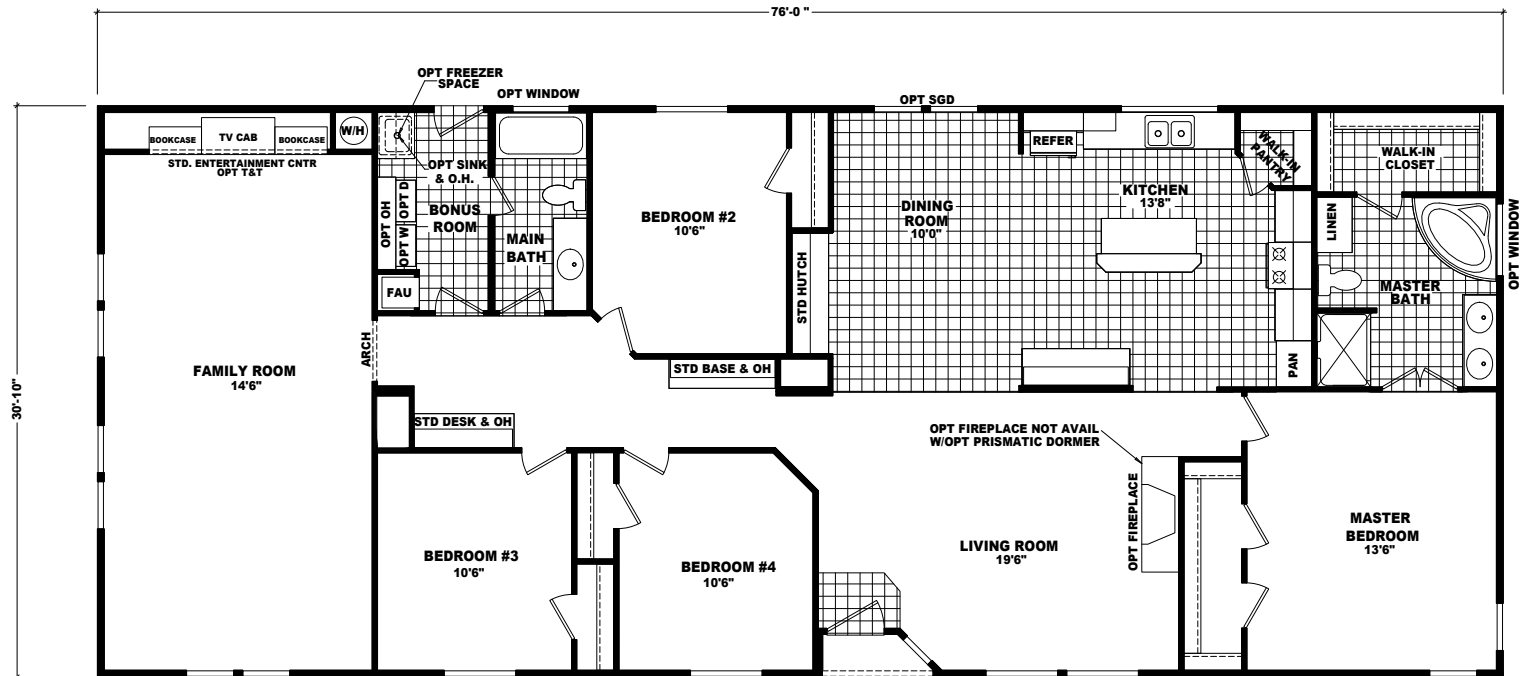 76'-0 "
30'-10"
OPT FREEZER
SPACE
OPT WINDOW
OPT SGD
BOOKCASE
TV CAB
BOOKCASE
W/H
STD. ENTERTAINMENT CNTR
OPT T&T
OPT SINK
& O.H.
OPT OH
OPT D
OPT W
BONUS
ROOM
FAU
MAIN
BATH
BEDROOM #2
10'6"
STD HUTCH
DINING
ROOM
10'0"
REFER
KITCHEN
13'8"
WALK-IN
PANTRY
WALK-IN
CLOSET
LINEN
OPT WINDOW
MASTER
BATH
PAN
FAMILY ROOM
14'6"
ARCH
STD BASE & OH
STD DESK & OH
OPT FIREPLACE NOT AVAIL
W/OPT PRISMATIC DORMER
OPT FIREPLACE
BEDROOM #3
10'6"
BEDROOM #4
10'6"
LIVING ROOM
19'6"
MASTER
BEDROOM
13'6"